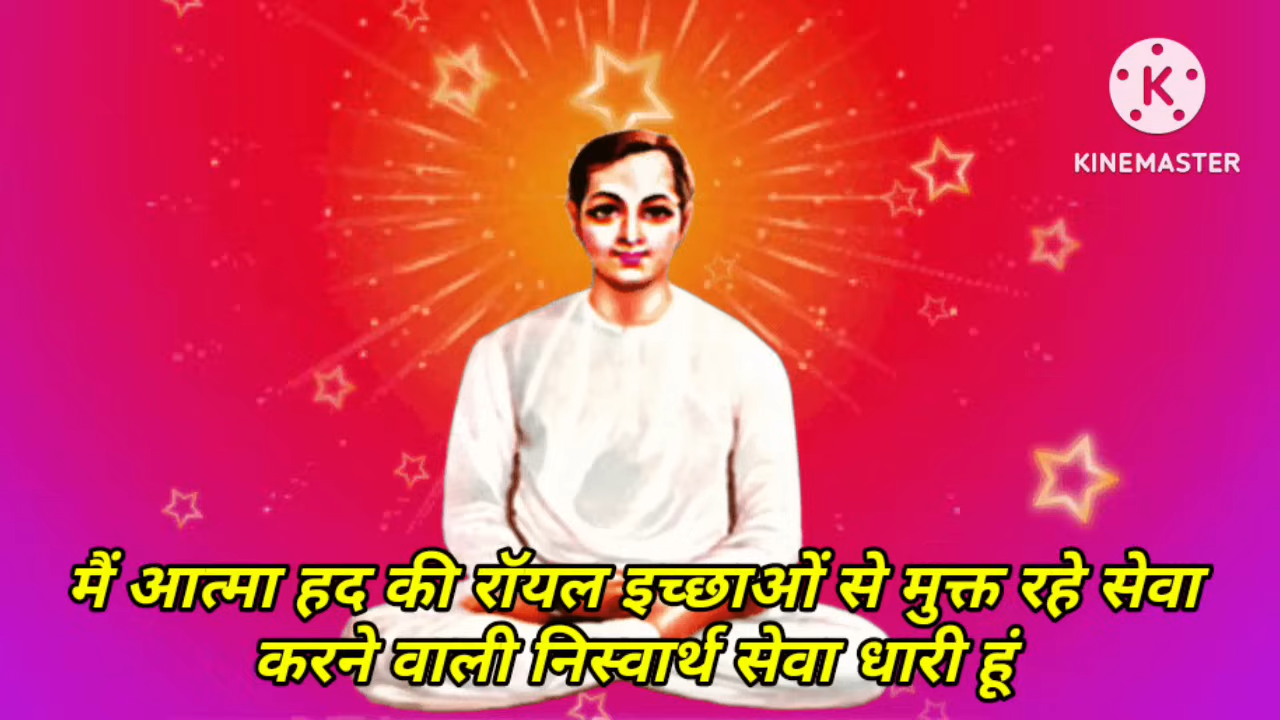 K
KINEMASTER
मैं आत्मा हद की रॉयल इच्छाओं से मुक्त रहे सेवा
करने वाली निस्वार्थ सेवा धारी हूं